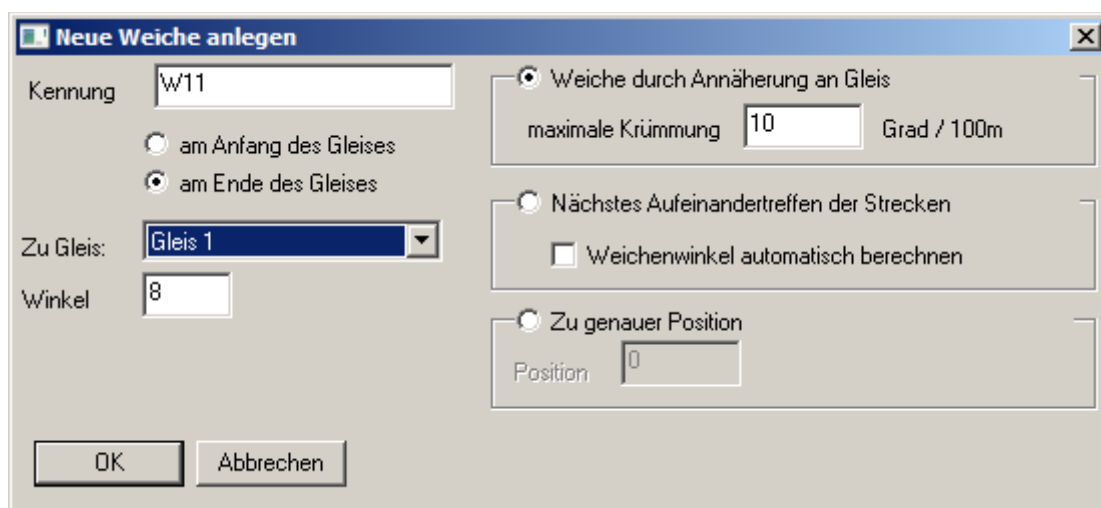 Neue Weiche anlegen
Kennung W11
am Anfang des Gleises
am Ende des Gleises
Zu Gleis: Gleis 1
Winkel 8
Weiche durch Annäherung an Gleis
maximale Krümmung 10 Grad / 100m
Nächstes Aufeinandertreffen der Strecken
Weichenwinkel automatisch berechnen
Zu genauer Position
Position 0
OK Abbrechen